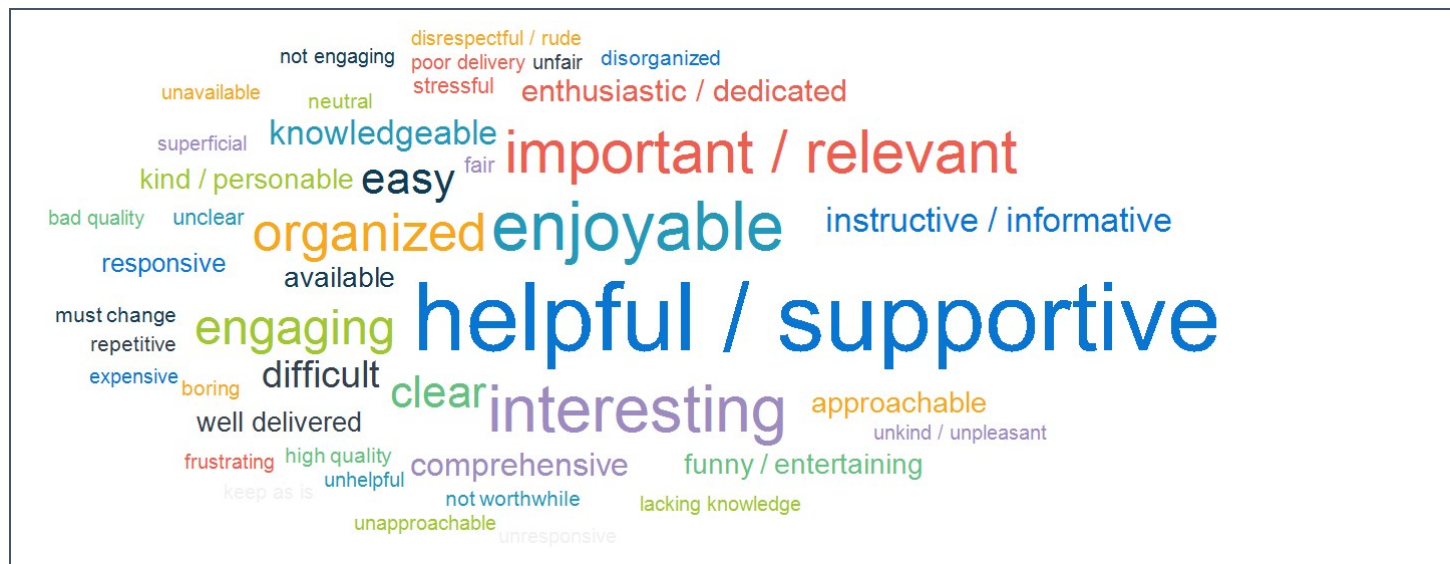 disrespectful / rude
not engaging
poor delivery
unfair
disorganized
stressful
unavailable
neutral
enthusiastic / dedicated
superficial
knowledgeable
important / relevant
kind / personable
easy
fair
bad quality
unclear
organized
enjoyable
instructive / informative
responsive
available
helpful / supportive
must change
engaging
repetitive
expensive
boring
difficult
clear
interesting
approachable
well delivered
unkind / unpleasant
frustrating
high quality
comprehensive
funny / entertaining
unhelpful
keep as is
not worthwhile
lacking knowledge
unapproachable
unresponsive